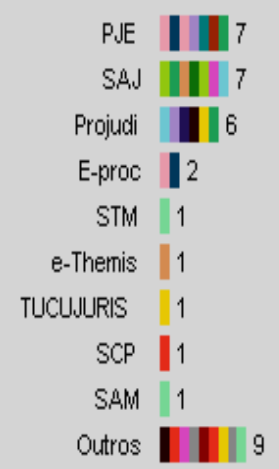 PJE 7
SAJ 7
Projudi 6
E-proc 2
STM 1
e-Themis 1
TUCUJURIS 1
SCP 1
SAM 1
Outros 9